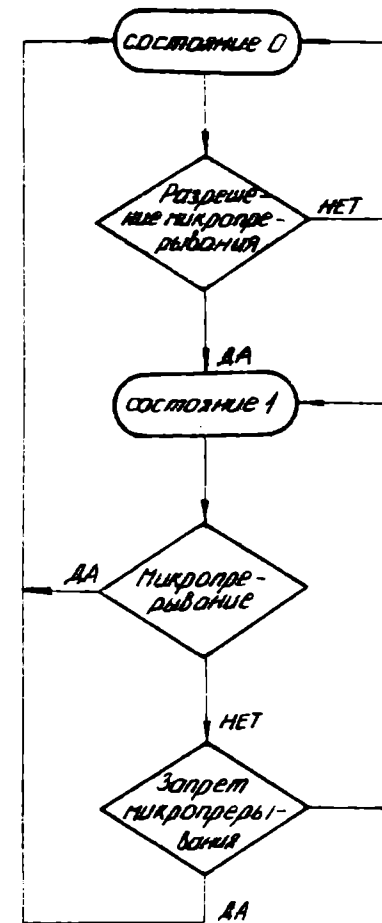 состояние 0
Разреше-
ние микропре-
рывания
НЕТ
ДА
состояние 1
Микропре-
рывание
ДА
НЕТ
Запрет
микропреры-
вания
ДА